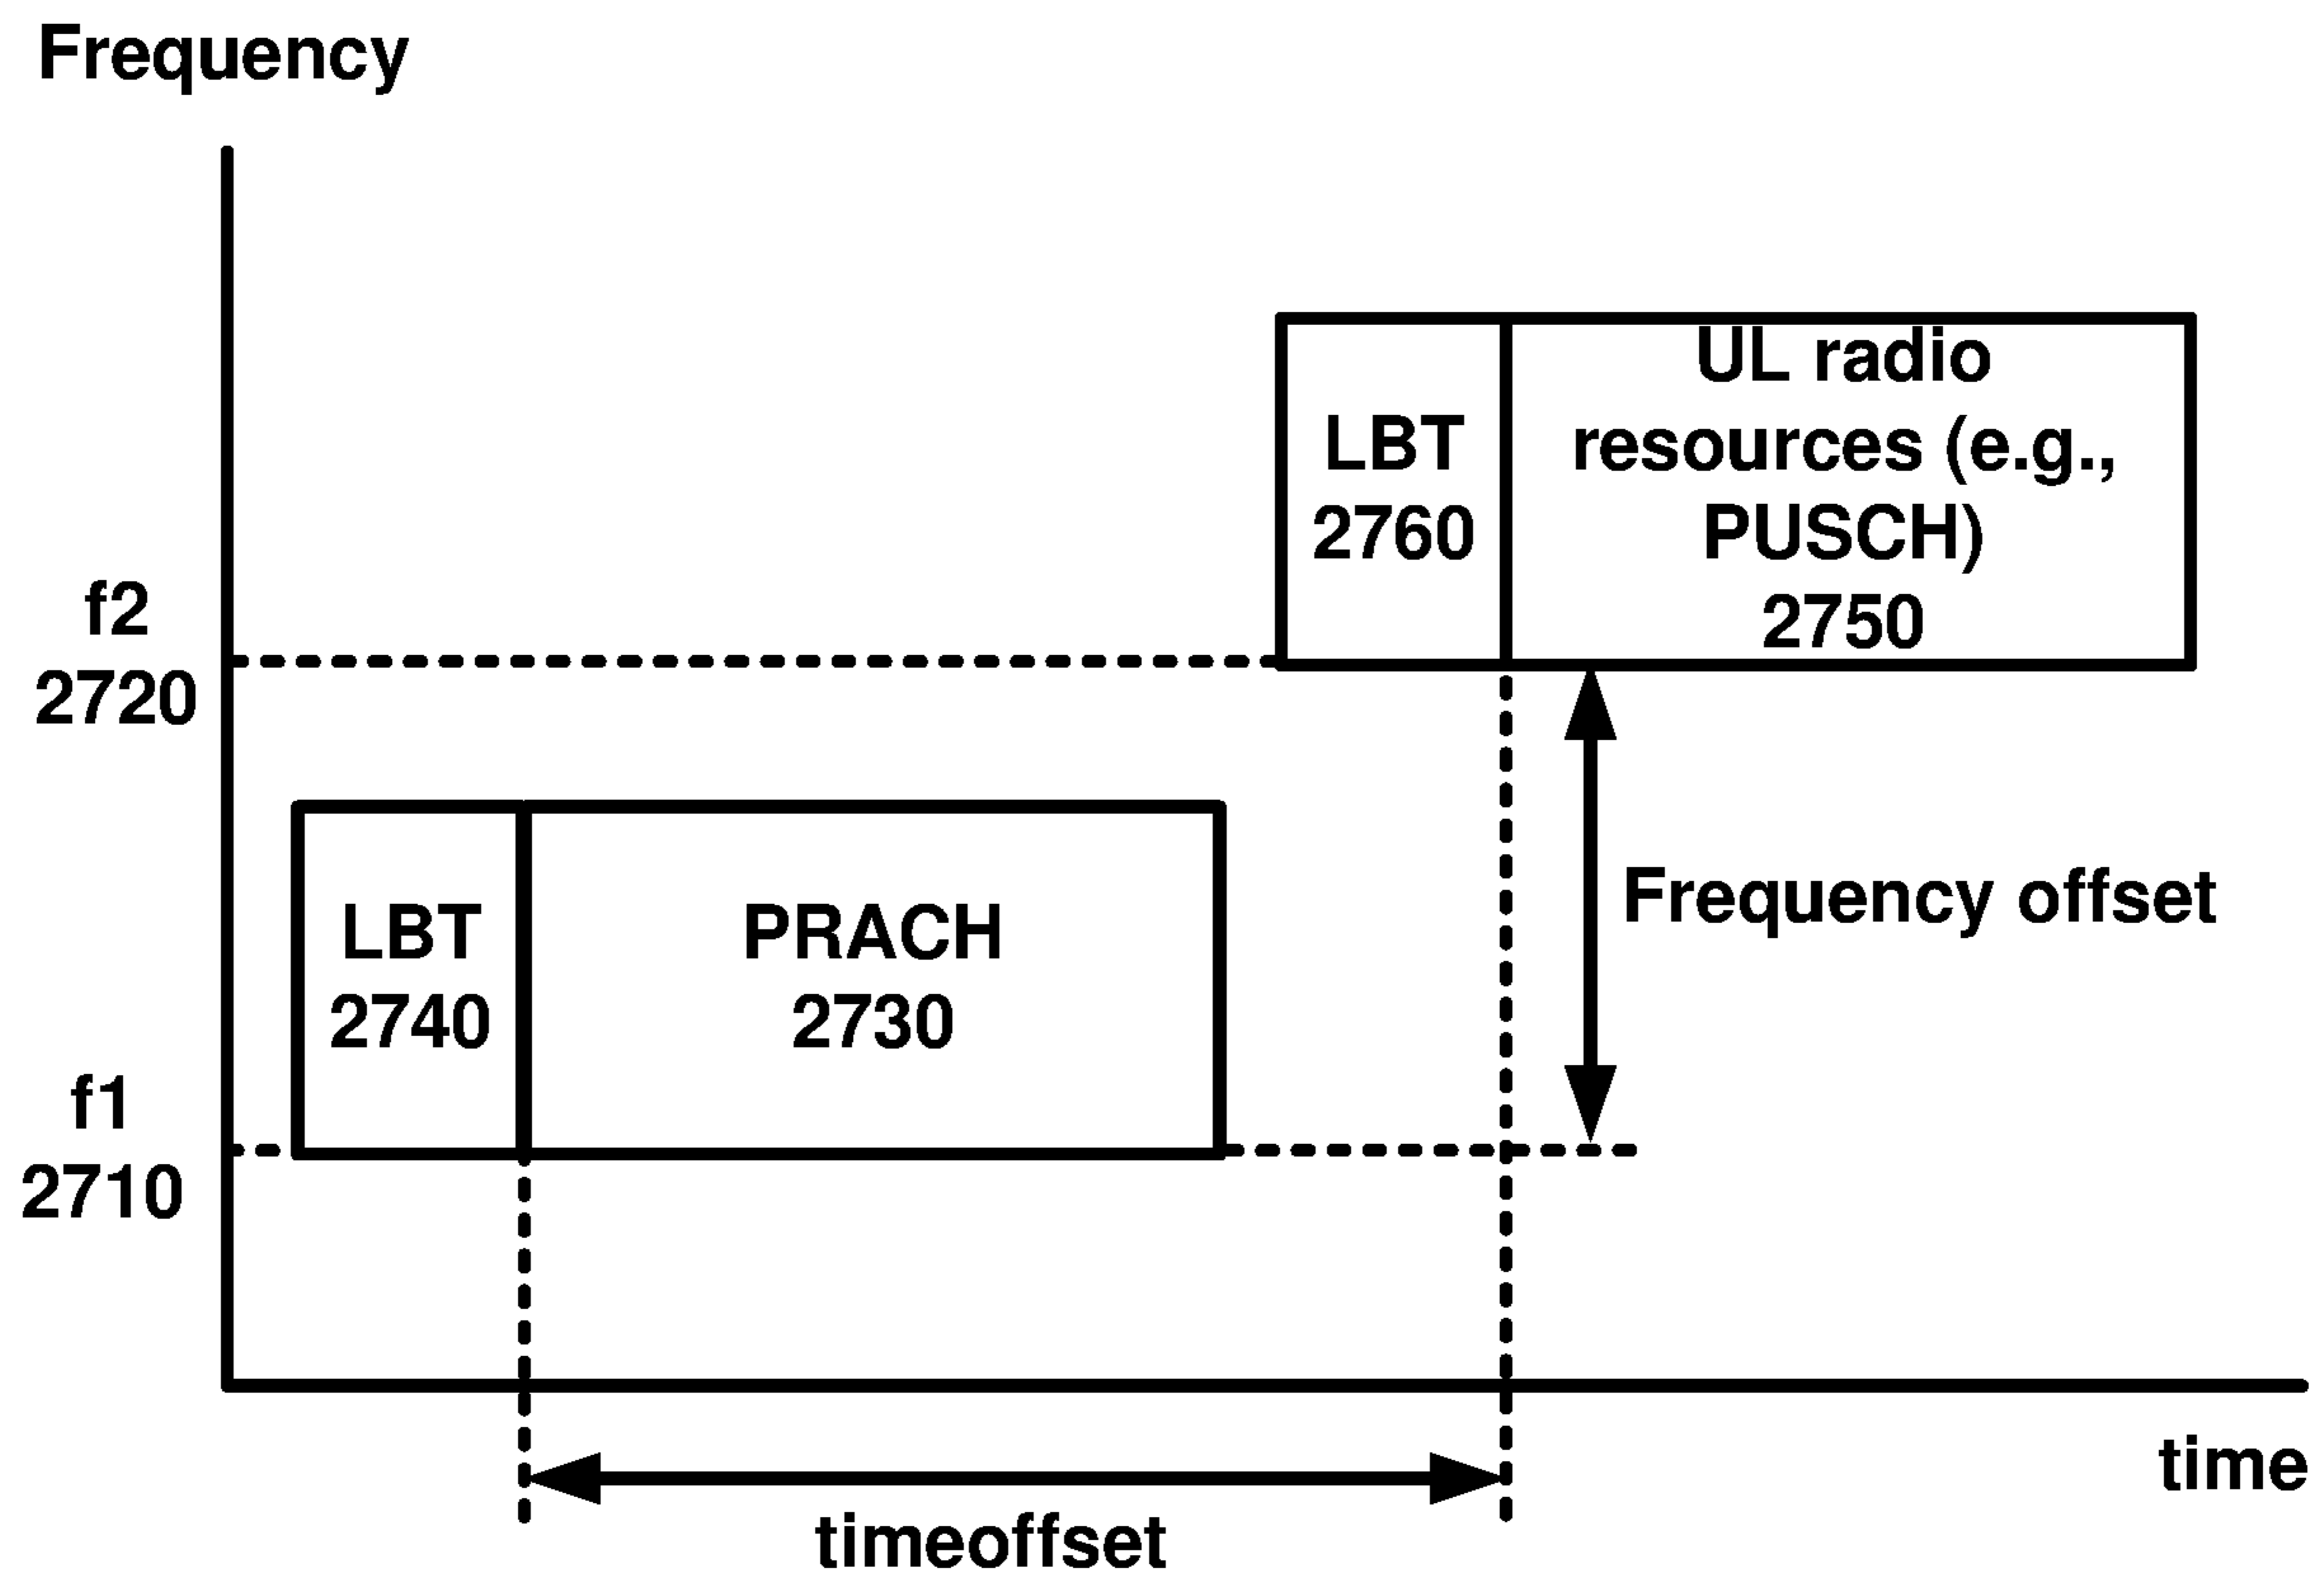 Frequency
UL radio
resources (e.g.,
PUSCH)
2750
LBT
2760
f2
2720
LBT
2740
PRACH
2730
Frequency offset
f1
2710
time
timeoffset